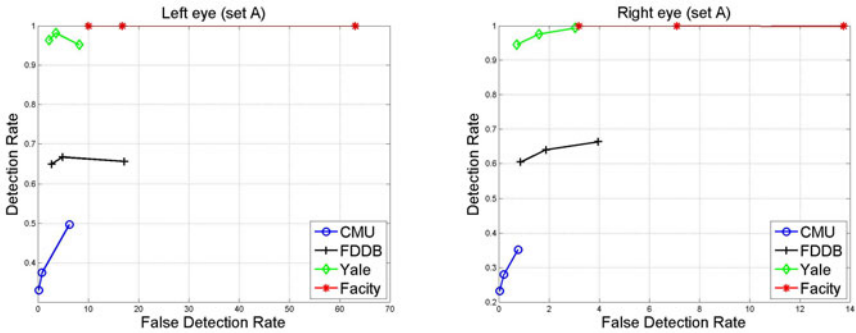 Left eye (set A)
Detection Rate
1
0.9
0.8
0.7
0.6
0.5
0.4
0 10 20 30 40 50 60 70
False Detection Rate
CMU
FDDB
Yale
Facity
Right eye (set A)
Detection Rate
1
0.9
0.8
0.7
0.6
0.5
0.4
0.3
0.2
0 2 4 6 8 10 12 14
False Detection Rate
CMU
FDDB
Yale
Facity